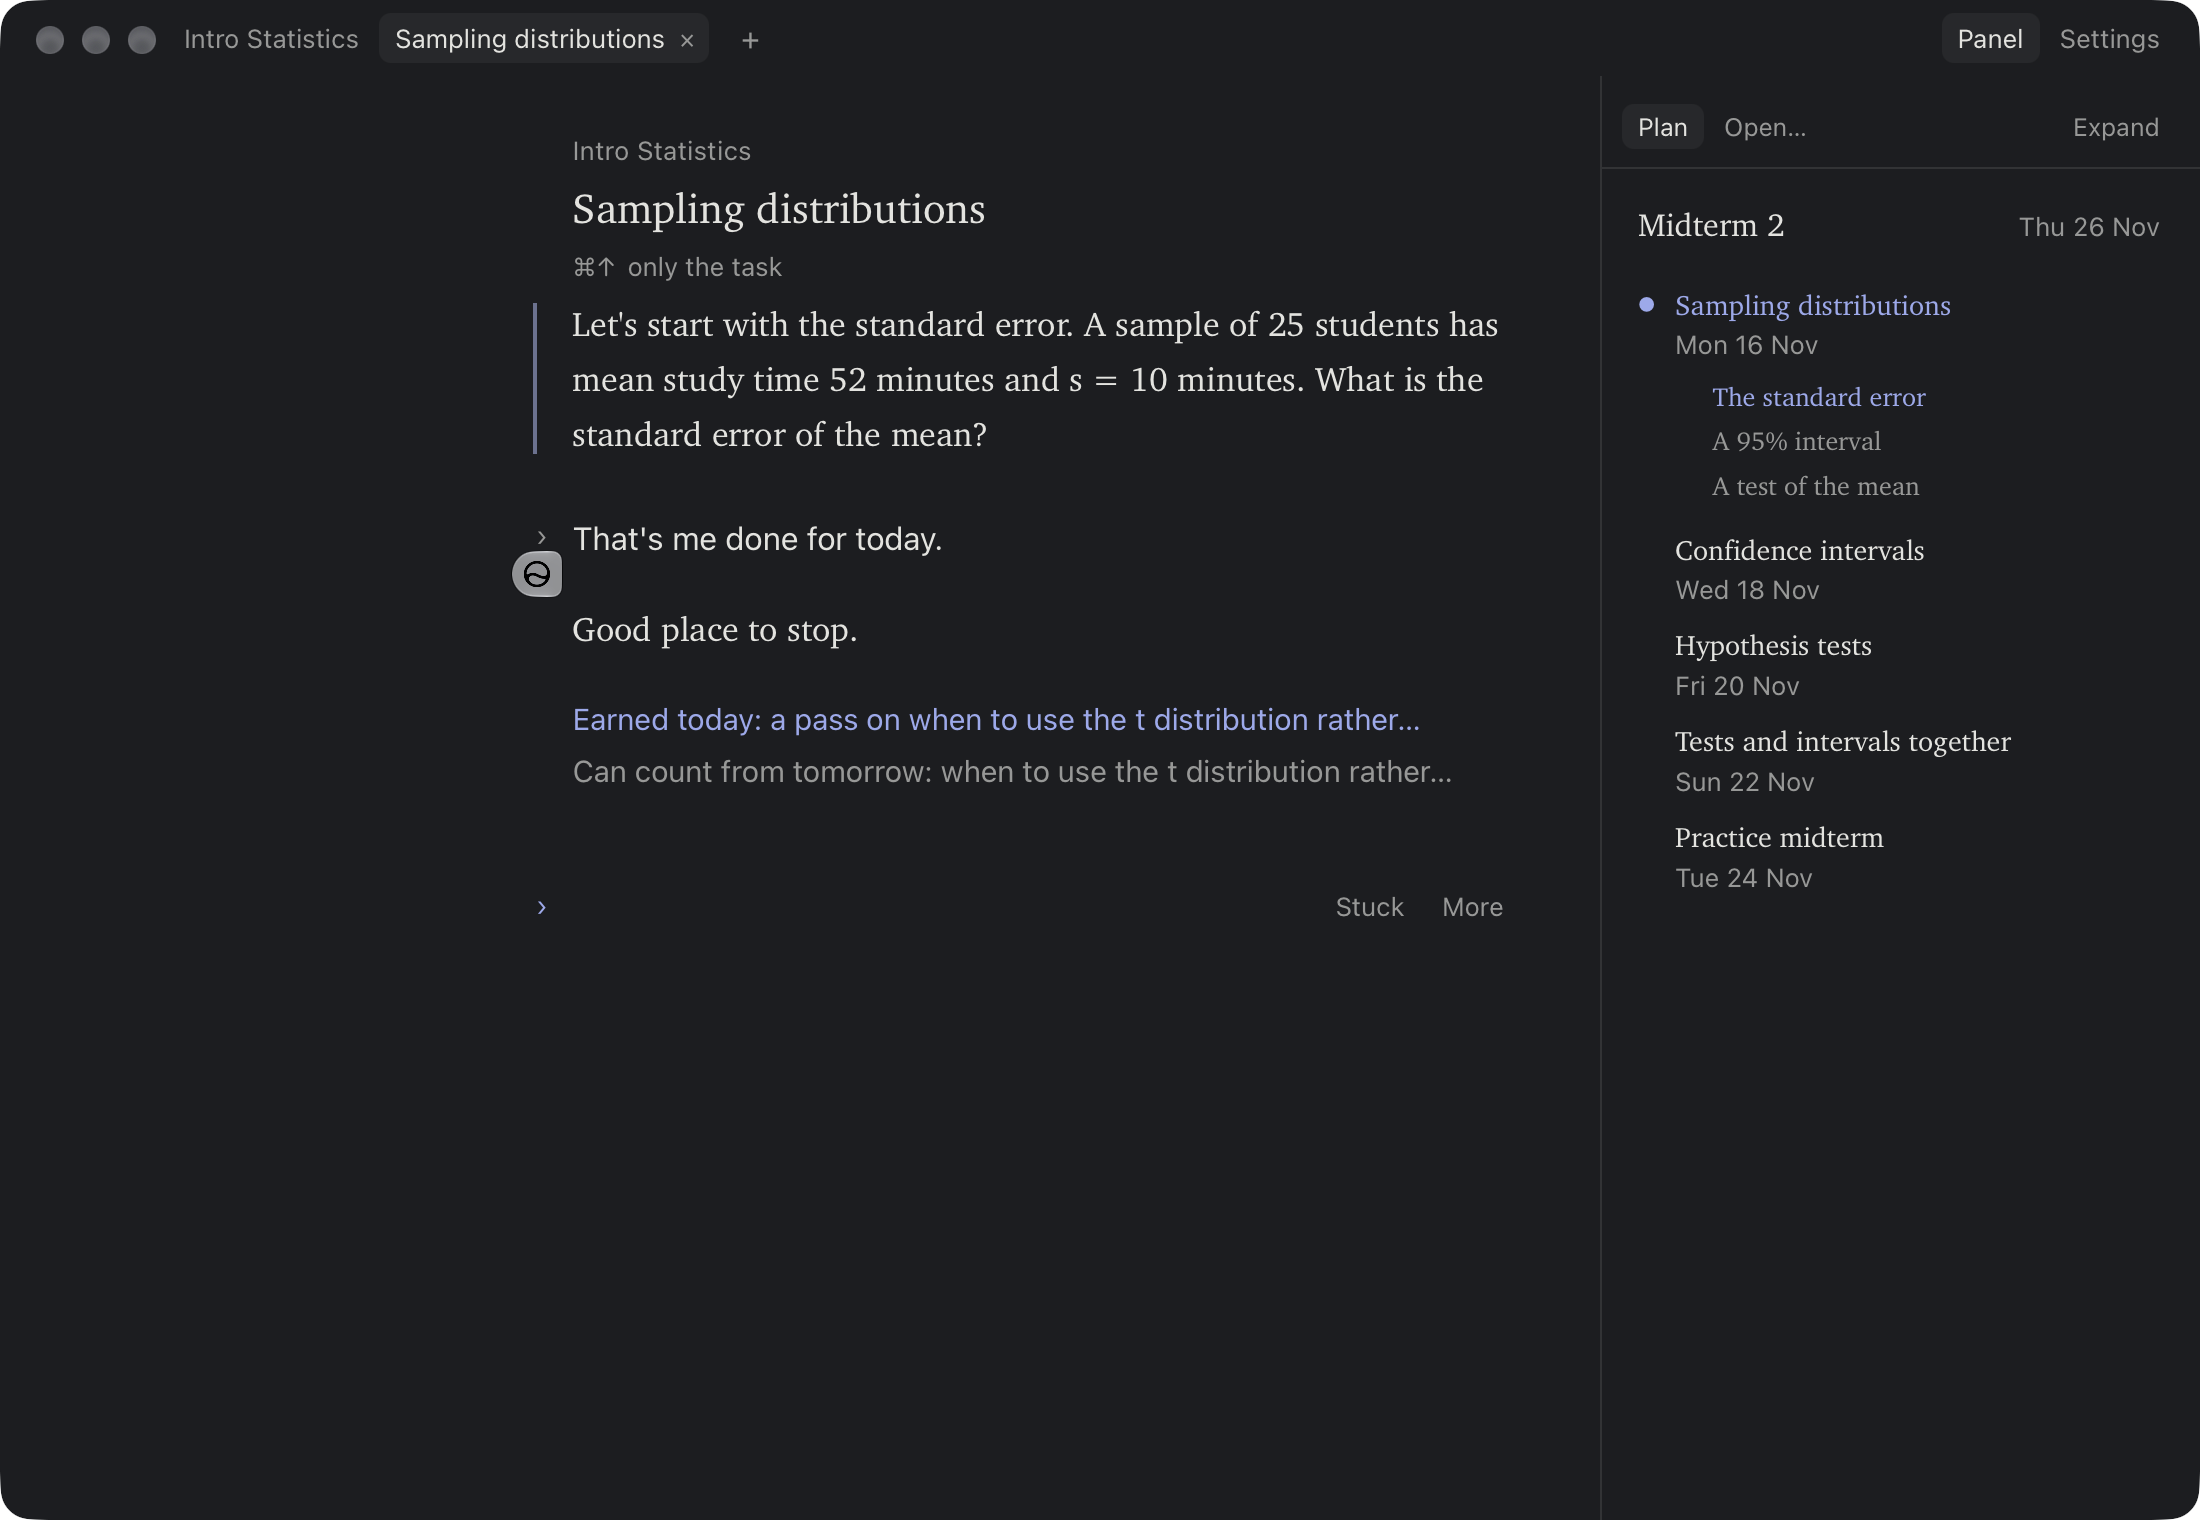 Intro Statistics
Sampling distributions ×
+
Panel
Settings
Intro Statistics
Sampling distributions
⌘↑ only the task
Let's start with the standard error. A sample of 25 students has
mean study time 52 minutes and s = 10 minutes. What is the
standard error of the mean?
› That's me done for today.
Good place to stop.
Earned today: a pass on when to use the t distribution rather...
Can count from tomorrow: when to use the t distribution rather...
›
Stuck
More
Plan
Open...
Expand
Midterm 2
Thu 26 Nov
Sampling distributions
Mon 16 Nov
The standard error
A 95% interval
A test of the mean
Confidence intervals
Wed 18 Nov
Hypothesis tests
Fri 20 Nov
Tests and intervals together
Sun 22 Nov
Practice midterm
Tue 24 Nov